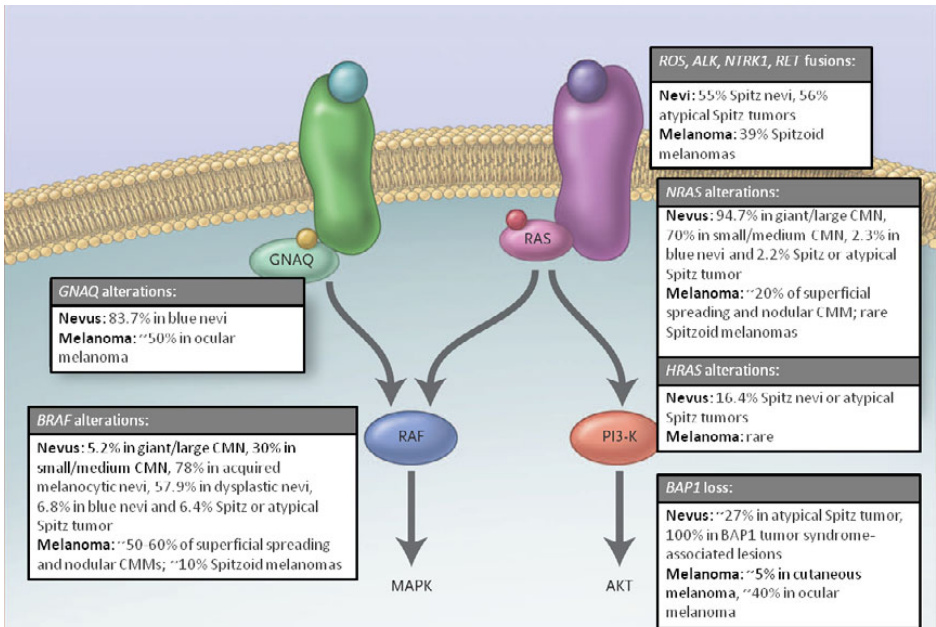 ROS, ALK, NTRK1, RET fusions:
Nevi: 55% Spitz nevi, 56%
atypical Spitz tumors
Melanoma: 39% Spitzoid
melanomas
NRAS alterations:
Nevus: 94.7% in giant/large CMN,
70% in small/medium CMN, 2.3% in
blue nevi and 2.2% Spitz or atypical
Spitz tumor
Melanoma: ~20% of superficial
spreading and nodular CMM; rare
Spitzoid melanomas
HRAS alterations:
Nevus: 16.4% Spitz nevi or atypical
Spitz tumors
Melanoma: rare
BAP1 loss:
Nevus: ~27% in atypical Spitz tumor,
100% in BAP1 tumor syndrome-
associated lesions
Melanoma: ~5% in cutaneous
melanoma, ~40% in ocular
melanoma
GNAQ
RAS
GNAQ alterations:
Nevus: 83.7% in blue nevi
Melanoma: ~50% in ocular
melanoma
BRAF alterations:
Nevus: 5.2% in giant/large CMN, 30% in
small/medium CMN, 78% in acquired
melanocytic nevi, 57.9% in dysplastic nevi,
6.8% in blue nevi and 6.4% Spitz or atypical
Spitz tumor
Melanoma: ~50-60% of superficial spreading
and nodular CMMs; ~10% Spitzoid melanomas
RAF
PI3-K
MAPK
AKT